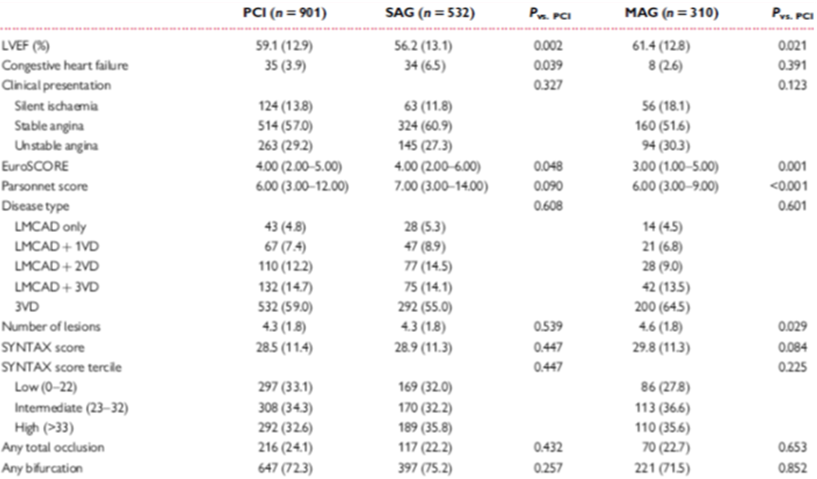 PCI (n = 901) SAG (n = 532) Pvs. PCI MAG (n = 310) Pvs. PCI
LVEF (%) 59.1 (12.9) 56.2 (13.1) 0.002 61.4 (12.8) 0.021
Congestive heart failure 35 (3.9) 34 (6.5) 0.039 8 (2.6) 0.391
Clinical presentation 0.327 0.123
Silent ischaemia 124 (13.8) 63 (11.8) 56 (18.1)
Stable angina 514 (57.0) 324 (60.9) 160 (51.6)
Unstable angina 263 (29.2) 145 (27.3) 94 (30.3)
EuroSCORE 4.00 (2.00–5.00) 4.00 (2.00–6.00) 0.048 3.00 (1.00–5.00) 0.001
Parsonnet score 6.00 (3.00–12.00) 7.00 (3.00–14.00) 0.090 6.00 (3.00–9.00) <0.001
Disease type 0.608 0.601
LMCAD only 43 (4.8) 28 (5.3) 14 (4.5)
LMCAD + 1VD 67 (7.4) 47 (8.9) 21 (6.8)
LMCAD + 2VD 110 (12.2) 77 (14.5) 28 (9.0)
LMCAD + 3VD 132 (14.7) 75 (14.1) 42 (13.5)
3VD 532 (59.0) 292 (55.0) 200 (64.5)
Number of lesions 4.3 (1.8) 4.3 (1.8) 0.539 4.6 (1.8) 0.029
SYNTAX score 28.5 (11.4) 28.9 (11.3) 0.447 29.8 (11.3) 0.084
SYNTAX score tercile 0.447 0.225
Low (0–22) 297 (33.1) 169 (32.0) 86 (27.8)
Intermediate (23–32) 308 (34.3) 170 (32.2) 113 (36.6)
High (>33) 292 (32.6) 189 (35.8) 110 (35.6)
Any total occlusion 216 (24.1) 117 (22.2) 0.432 70 (22.7) 0.653
Any bifurcation 647 (72.3) 397 (75.2) 0.257 221 (71.5) 0.852